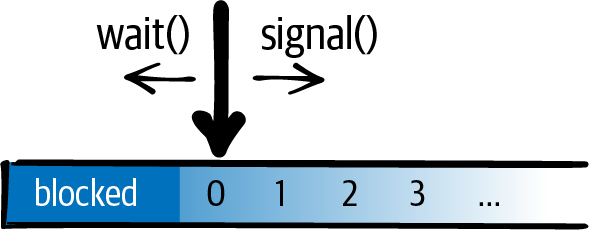 wait() signal()
blocked 0 1 2 3 ...